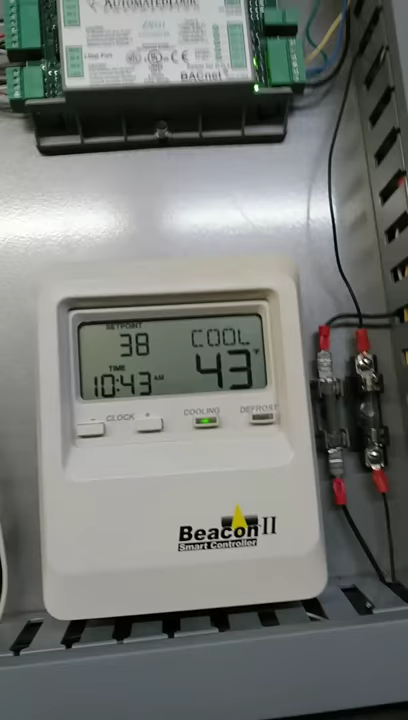 AUTOMATEDLOGIC
BACnet
SETPOINT
38
COOL
43 °F
TIME
10:43 AM
- CLOCK +
COOLING
DEFROST
Beacon II
Smart Controller